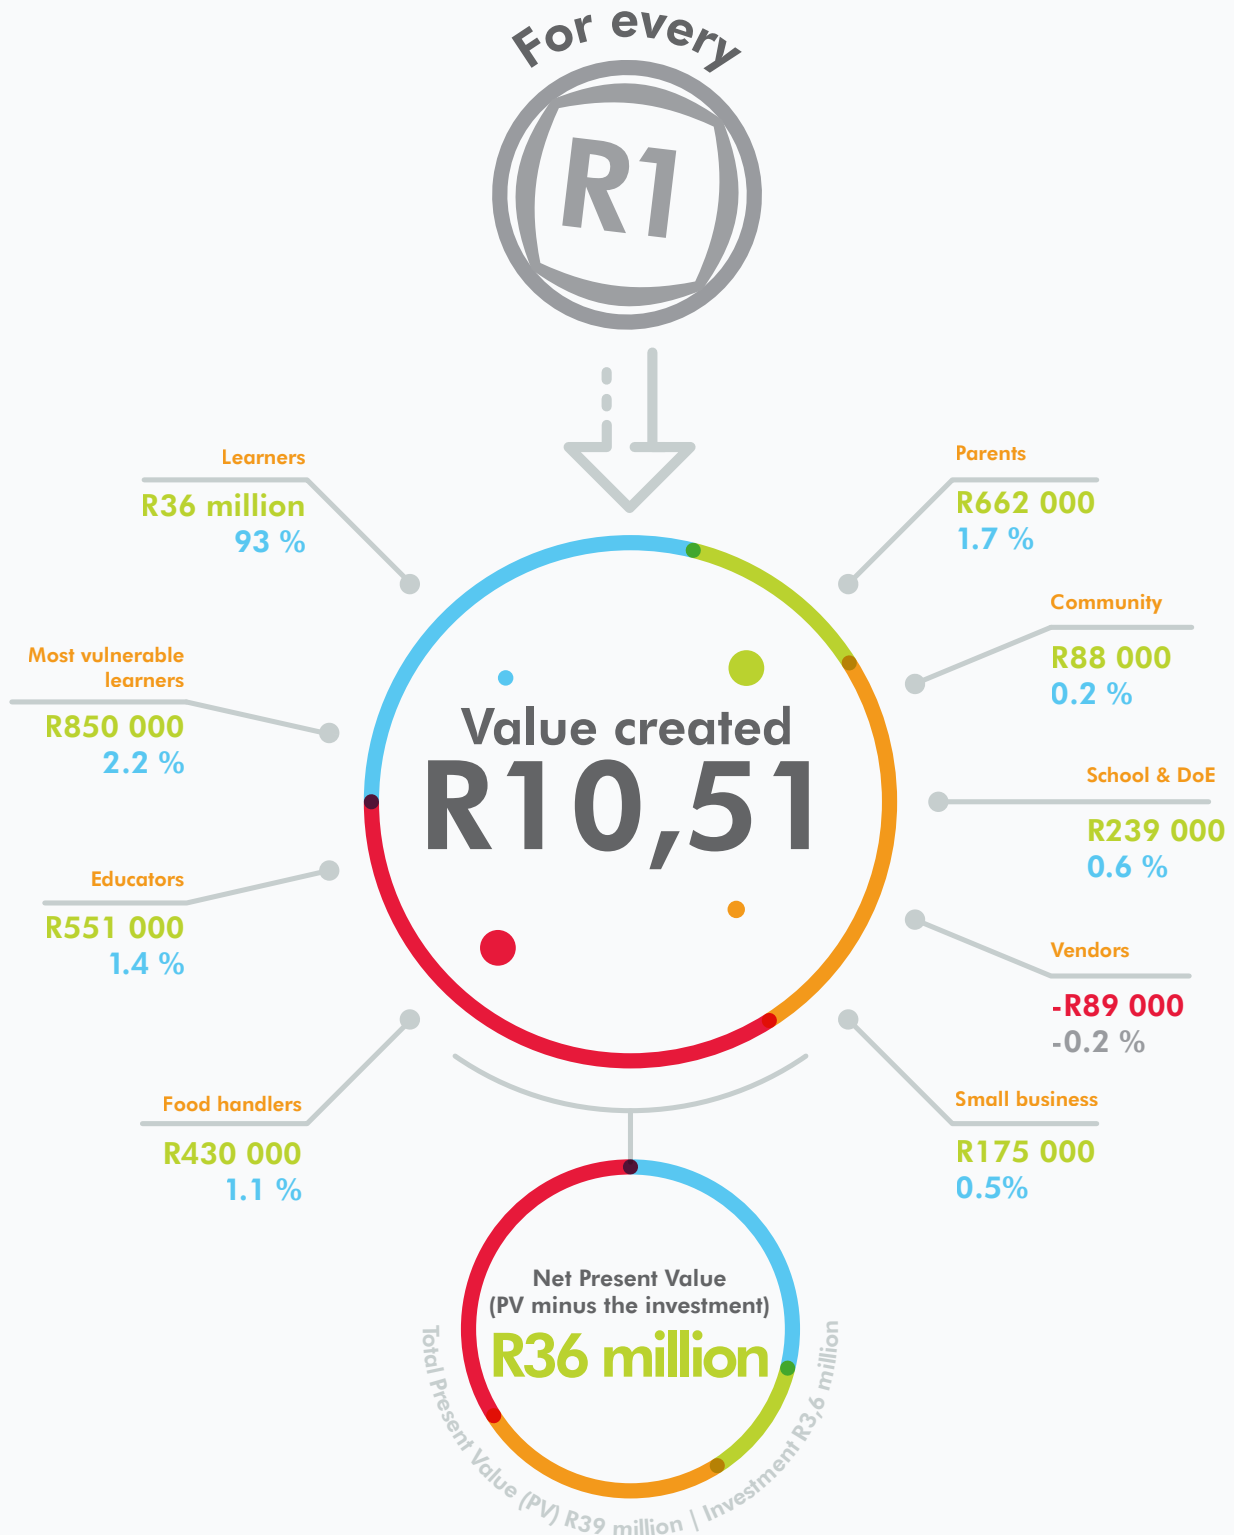 For every
R1
Learners
R36 million
93 %
Parents
R662 000
1.7 %
Community
R88 000
0.2 %
Most vulnerable
learners
R850 000
2.2 %
Value created
R10,51
School & DoE
R239 000
0.6 %
Educators
R551 000
1.4 %
Vendors
-R89 000
-0.2 %
Food handlers
R430 000
1.1 %
Small business
R175 000
0.5%
Net Present Value
(PV minus the investment)
R36 million
Total Present Value (PV) R39 million | Investment R3,6 million